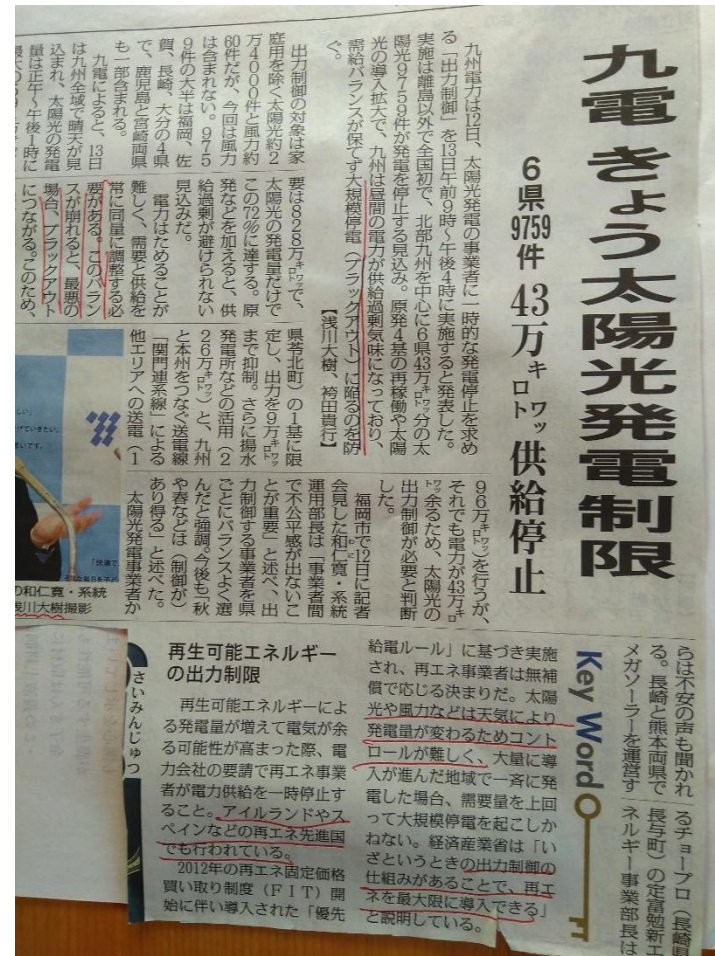 九電 きょう太陽光発電制限
6県9759件 43万キロワット供給停止
九州電力は12日、太陽光発電の事業者に一時的な発電停止を求め
る「出力制御」を13日午前9時~午後4時に実施すると発表した。
実施は離島以外で全国初で、北部九州を中心に6県43万キロワット分の太
陽光9759件が発電を停止する見込み。原発4基の再稼働や太陽
光の導入拡大で、九州は昼間の電力が供給過剰気味になっており、
需給バランスが保てず大規模停電(ブラックアウト)に陥るのを防
ぐ。
【浅川大樹、袴田貴行】
出力制御の対象は家
庭用を除く太陽光約2
万4000件と風力約
60件だが、今回は風力
は含まれない。975
9件の大半は福岡、佐
賀、長崎、大分の4県
で、鹿児島と宮崎両県
も一部含まれる。
九電によると、13日
は九州全域で晴天が見
込まれ、太陽光の発電
量は正午~午後1時に
要は828万キロワットで、
太陽光の発電量だけで
この72%に達する。原
発などを加えると、供
給過剰が避けられない
見込みだ。
電力はためることが
難しく、需要と供給を
常に同量に調整する必
要がある。このバラン
スが崩れると、最悪の
場合、ブラックアウト
につながる。このため、
県苓北町)の1基に限
定し、出力を9万キロワット
まで抑制。さらに揚水
発電所などの活用(2
26万キロワット)と、九州
と本州をつなぐ送電線
「関門連系線」による
他エリアへの送電(1
96万キロワット)を行うが、
それでも電力が43万キロ
ワット余るため、太陽光の
出力制御が必要と判断
した。
福岡市で12日に記者
会見した和仁寛・系統
運用部長は「事業者間
で不公平感が出ないこ
とが重要」と述べ、出
力制御する事業者を県
ごとにバランスよく選
んだと強調。今後も「秋
や春などは(制御が)
あり得る」と述べた。
太陽光発電事業者か
らは不安の声も聞かれ
る。長崎と熊本両県で
メガソーラーを運営す
るチョープロ(長崎県
長与町)の定富勉新エ
ネルギー事業部長は
の和仁寛・系統
浅川大樹撮影
Key Word
再生可能エネルギー
の出力制限
再生可能エネルギーによ
る発電量が増えて電気が余
る可能性が高まった際、電
力会社の要請で再エネ事業
者が電力供給を一時停止す
ること。アイルランドやス
ペインなどの再エネ先進国
でも行われている。
2012年の再エネ固定価格
買い取り制度(FIT)開
始に伴い導入された「優先
給電ルール」に基づき実施
され、再エネ事業者は無補
償で応じる決まりだ。太陽
光や風力などは天気により
発電量が変わるためコント
ロールが難しく、大量に導
入が進んだ地域で一斉に発
電した場合、需要量を上回
って大規模停電を起こしか
ねない。経済産業省は「い
ざというときの出力制御の
仕組みがあることで、再エ
ネを最大限に導入できる」
と説明している。
さいみんじゅつ